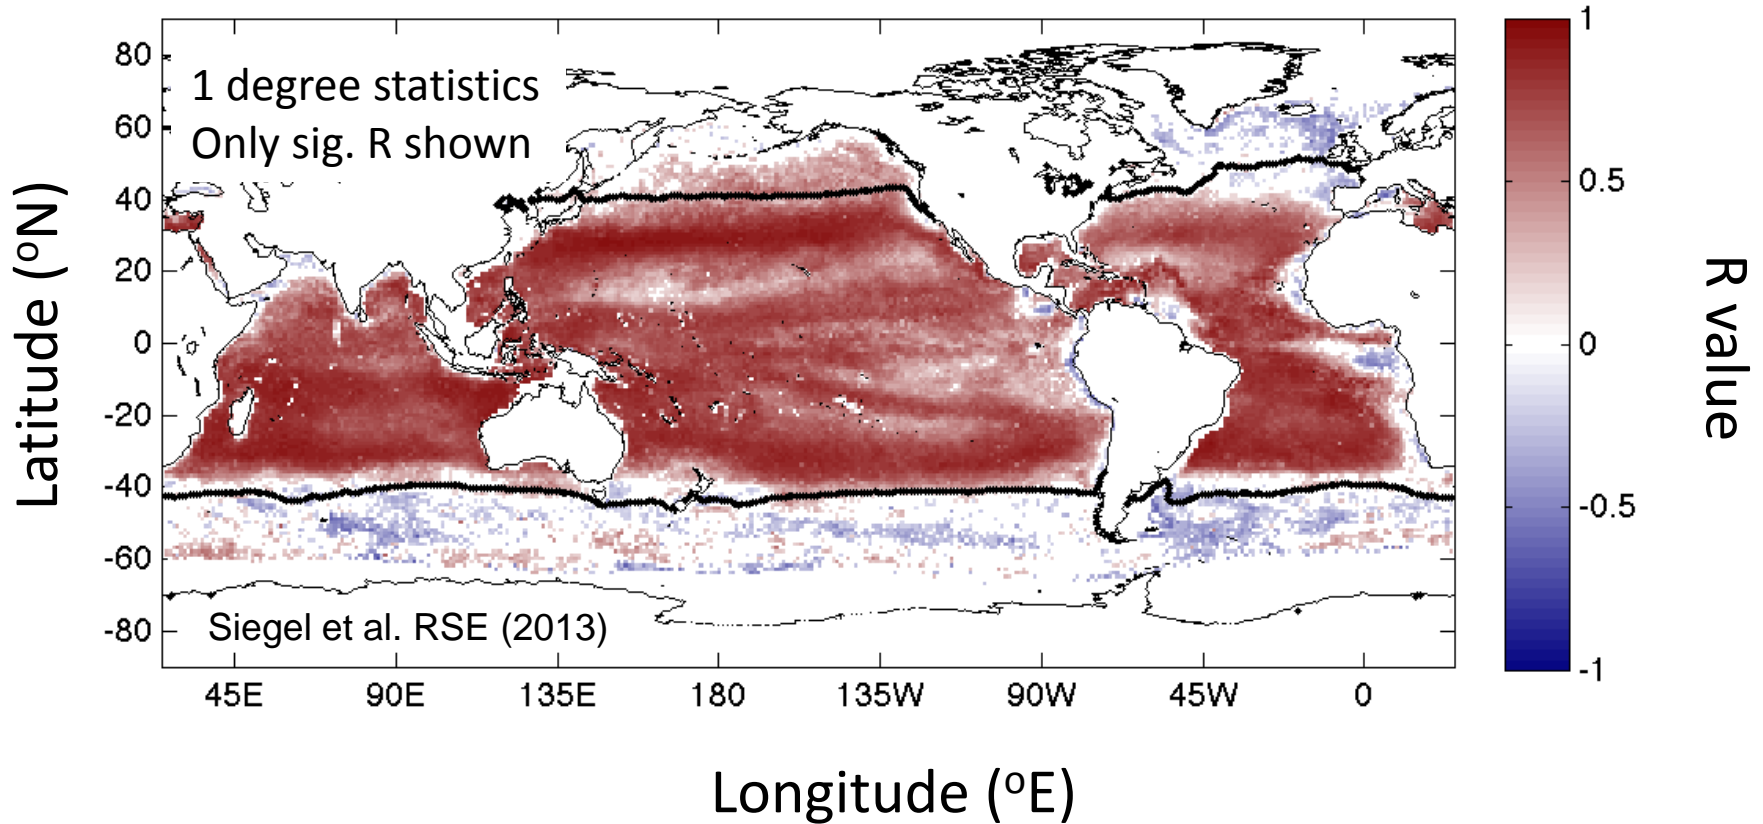 1 degree statistics
Only sig. R shown
Siegel et al. RSE (2013)
Latitude (ºN)
80
60
40
20
0
-20
-40
-60
-80
45E
90E
135E
180
135W
90W
45W
0
Longitude (ºE)
1
0.5
0
-0.5
-1
R value